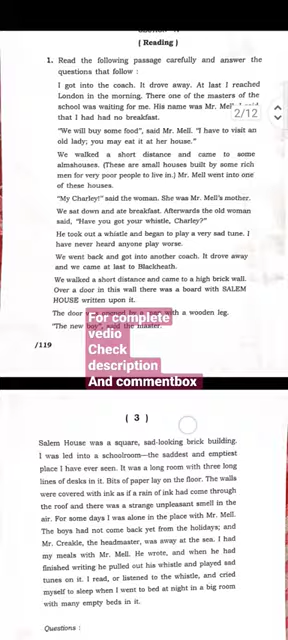 ( Reading )
1. Read the following passage carefully and answer the
questions that follow :
I got into the coach. It drove away. At last I reached
London in the morning. There one of the masters of the
school was waiting for me. His name was Mr. Mell. I said
that I had had no breakfast.
2/12
“We will buy some food”, said Mr. Mell. “I have to visit an
old lady; you may eat it at her house.”
We walked a short distance and came to some
almshouses. (These are small houses built by some rich
men for very poor people to live in.) Mr. Mell went into one
of these houses.
“My Charley!” said the woman. She was Mr. Mell's mother.
We sat down and ate breakfast. Afterwards the old woman
said, “Have you got your whistle, Charley?”
He took out a whistle and began to play a very sad tune. I
have never heard anyone play worse.
We went back and got into another coach. It drove away
and we came at last to Blackheath.
We walked a short distance and came to a high brick wall.
Over a door in this wall there was a board with SALEM
HOUSE written upon it.
The door with a wooden leg.
“The new boy”, said the master.
For complete
vedio
Check
description
And commentbox
/119
( 3 )
Salem House was a square, sad-looking brick building.
I was led into a schoolroom—the saddest and emptiest
place I have ever seen. It was a long room with three long
lines of desks in it. Bits of paper lay on the floor. The walls
were covered with ink as if a rain of ink had come through
the roof and there was a strange unpleasant smell in the
air. For some days I was alone in the place with Mr. Mell.
The boys had not come back yet from the holidays; and
Mr. Creakle, the headmaster, was away at the sea. I had
my meals with Mr. Mell. He wrote, and when he had
finished writing he pulled out his whistle and played sad
tunes on it. I read, or listened to the whistle, and cried
myself to sleep when I went to bed at night in a big room
with many empty beds in it.
Questions :